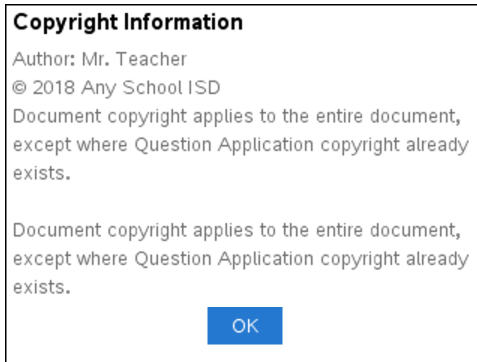 Copyright Information
Author: Mr. Teacher
© 2018 Any School ISD
Document copyright applies to the entire document,
except where Question Application copyright already
exists.
Document copyright applies to the entire document,
except where Question Application copyright already
exists.
OK